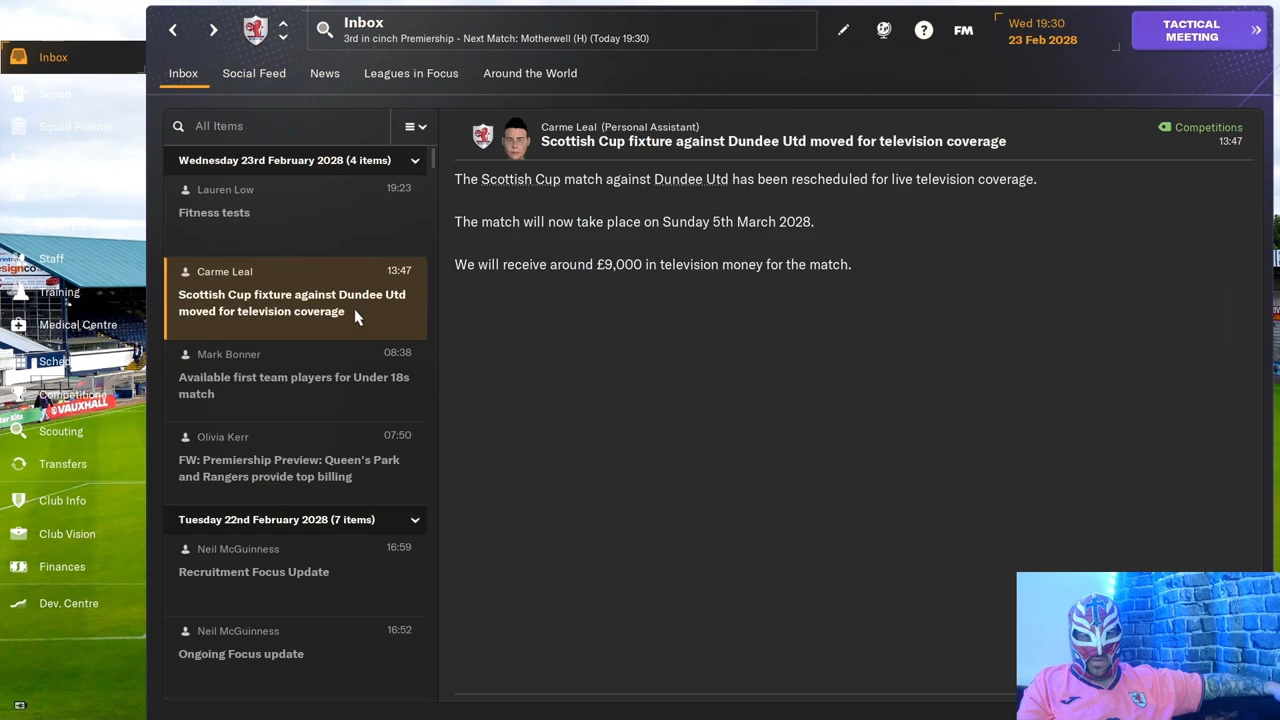 Inbox
3rd in cinch Premiership - Next Match: Motherwell (H) (Today 19:30)
FM
Wed 19:30
23 Feb 2028
TACTICAL
MEETING
Inbox
Social Feed
News
Leagues in Focus
Around the World
Inbox
Squad
Squad Planner
Staff
Training
Medical Centre
Competitions
Scouting
Transfers
Club Info
Club Vision
Finances
Dev. Centre
VAUXHALL
All Items
Wednesday 23rd February 2028 (4 items)
Lauren Low 19:23
Fitness tests
Carme Leal 13:47
Scottish Cup fixture against Dundee Utd
moved for television coverage
Mark Bonner 08:38
Available first team players for Under 18s
match
Olivia Kerr 07:50
FW: Premiership Preview: Queen's Park
and Rangers provide top billing
Tuesday 22nd February 2028 (7 items)
Neil McGuinness 16:59
Recruitment Focus Update
Neil McGuinness 16:52
Ongoing Focus update
Carme Leal (Personal Assistant)
Scottish Cup fixture against Dundee Utd moved for television coverage
Competitions
13:47
The Scottish Cup match against Dundee Utd has been rescheduled for live television coverage.
The match will now take place on Sunday 5th March 2028.
We will receive around £9,000 in television money for the match.